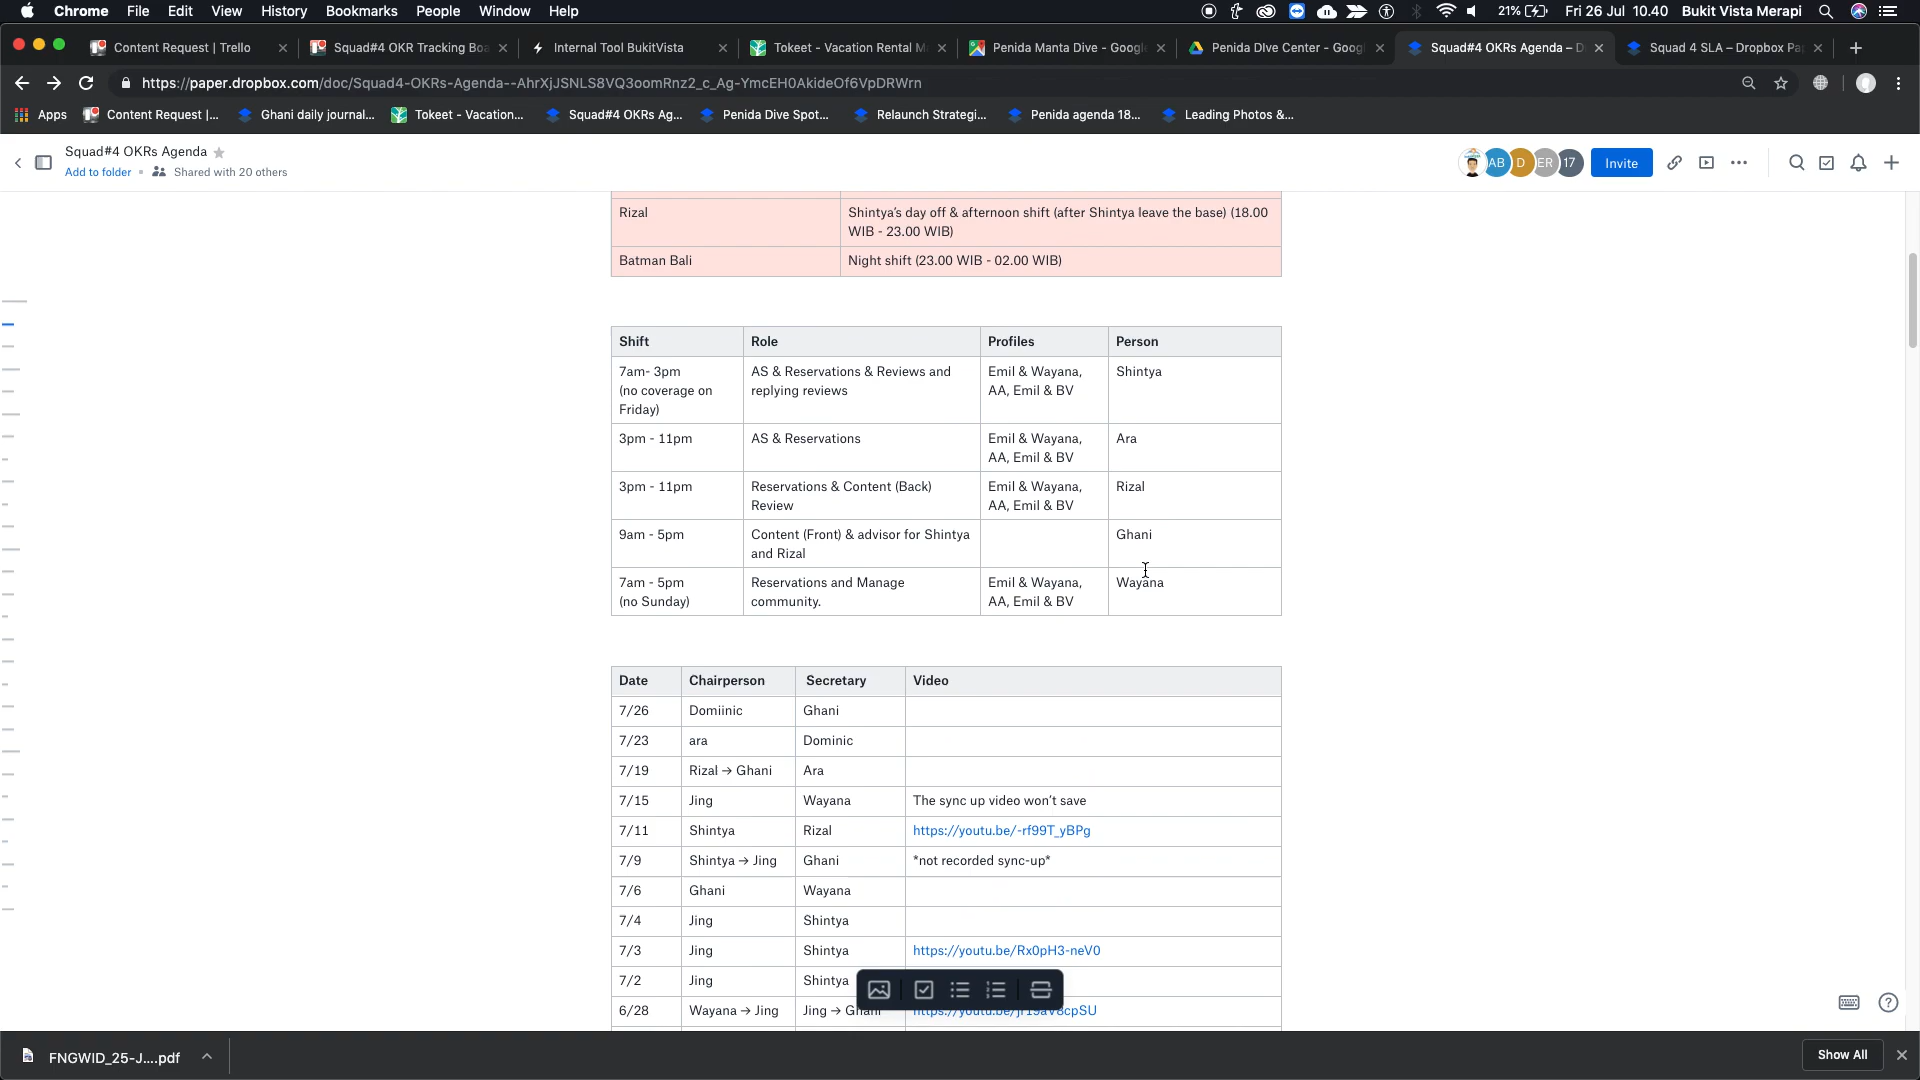 Chrome File Edit View History Bookmarks People Window Help 21% Fri 26 Jul 10.40 Bukit Vista Merapi
Content Request | Trello
Squad#4 OKR Tracking Boa
Internal Tool BukitVista
Tokeet - Vacation Rental M
Penida Manta Dive - Google
Penida DIve Center - Goog
Squad#4 OKRs Agenda – D
Squad 4 SLA – Dropbox Pa
https://paper.dropbox.com/doc/Squad4-OKRs-Agenda--AhrXjJSNLS8VQ3oomRnz2_c_Ag-YmcEH0AkideOf6VpDRWrn
Apps Content Request |... Ghani daily journal... Tokeet - Vacation... Squad#4 OKRs Ag... Penida Dive Spot... Relaunch Strategi... Penida agenda 18... Leading Photos &...
Squad#4 OKRs Agenda
Add to folder • Shared with 20 others
AB D ER 17 Invite
Rizal
Shintya's day off & afternoon shift (after Shintya leave the base) (18.00
WIB - 23.00 WIB)
Batman Bali
Night shift (23.00 WIB - 02.00 WIB)
Shift Role Profiles Person
7am- 3pm
(no coverage on
Friday)
AS & Reservations & Reviews and
replying reviews
Emil & Wayana,
AA, Emil & BV
Shintya
3pm - 11pm
AS & Reservations
Emil & Wayana,
AA, Emil & BV
Ara
3pm - 11pm
Reservations & Content (Back)
Review
Emil & Wayana,
AA, Emil & BV
Rizal
9am - 5pm
Content (Front) & advisor for Shintya
and Rizal
Ghani
7am - 5pm
(no Sunday)
Reservations and Manage
community.
Emil & Wayana,
AA, Emil & BV
Wayana
Date Chairperson Secretary Video
7/26 Domiinic Ghani
7/23 ara Dominic
7/19 Rizal → Ghani Ara
7/15 Jing Wayana The sync up video won't save
7/11 Shintya Rizal https://youtu.be/-rf99T_yBPg
7/9 Shintya → Jing Ghani *not recorded sync-up*
7/6 Ghani Wayana
7/4 Jing Shintya
7/3 Jing Shintya https://youtu.be/Rx0pH3-neV0
7/2 Jing Shintya
6/28 Wayana → Jing Jing → Ghani
FNGWID_25-J....pdf
Show All